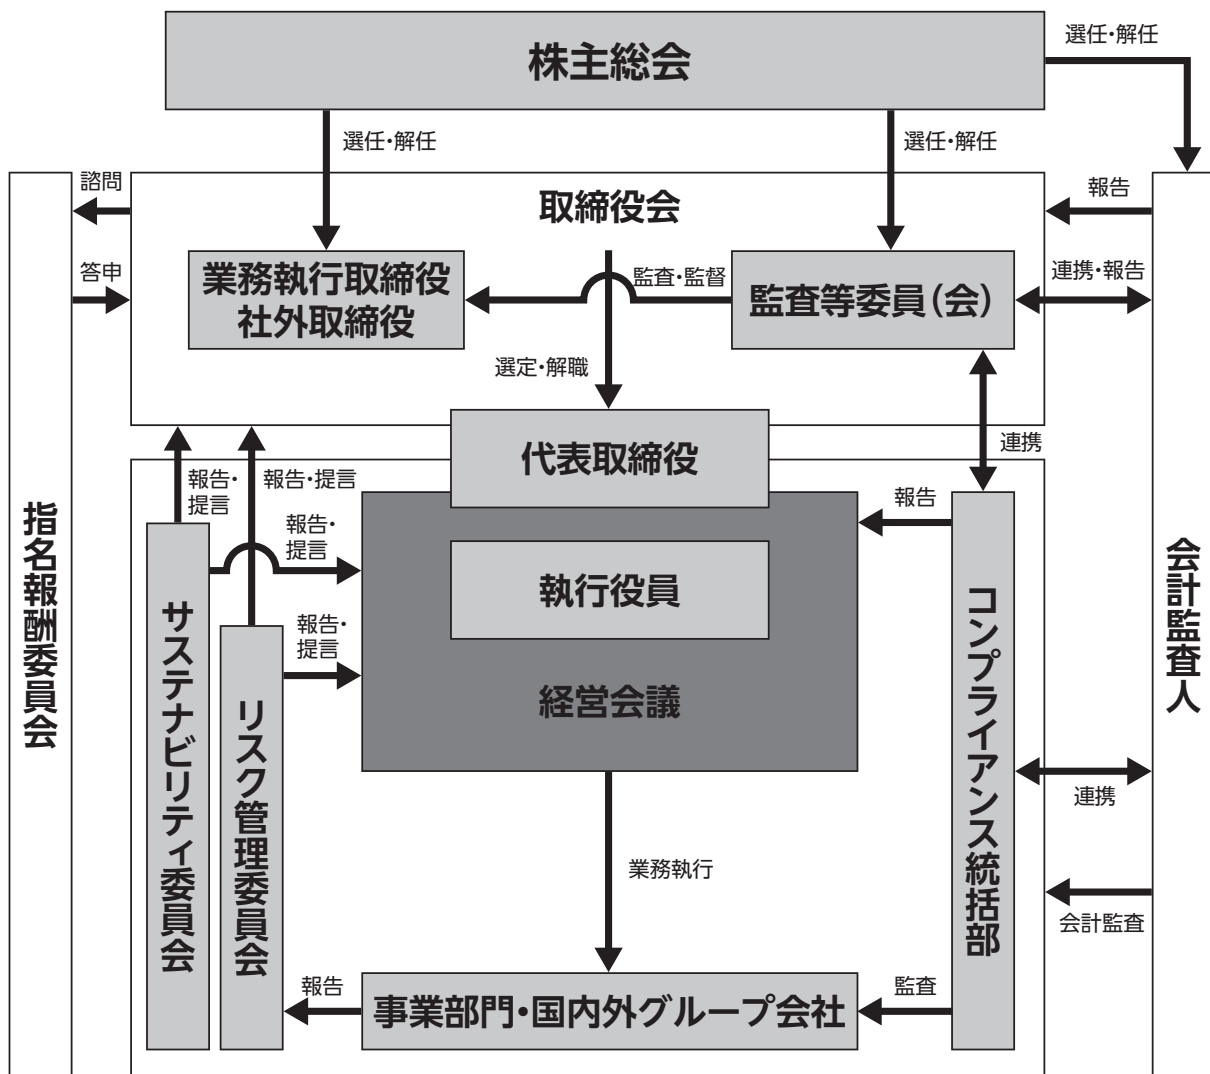 株主総会
選任・解任
選任・解任
選任・解任
諮問
取締役会
報告
答申
業務執行取締役
社外取締役
監査・監督
監査等委員（会）
連携・報告
選定・解職
代表取締役
連携
報告・
提言
報告・提言
報告・
提言
報告
指名報酬委員会
サステナビリティ委員会
リスク管理委員会
報告・
提言
執行役員
経営会議
コンプライアンス統括部
会計監査人
連携
業務執行
会計監査
報告
事業部門・国内外グループ会社
監査